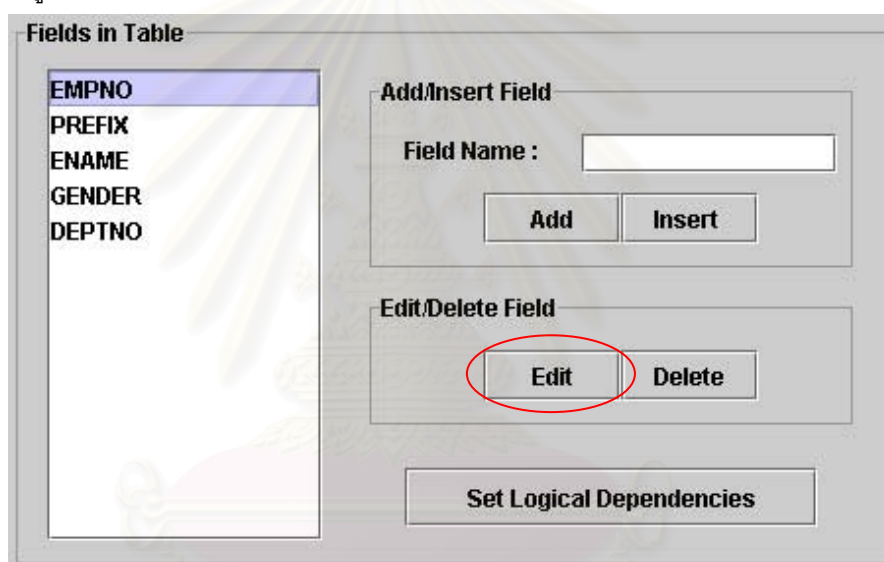 Fields in Table
EMPNO
PREFIX
ENAME
GENDER
DEPTNO
Add/Insert Field
Field Name :
Add Insert
Edit/Delete Field
Edit Delete
Set Logical Dependencies